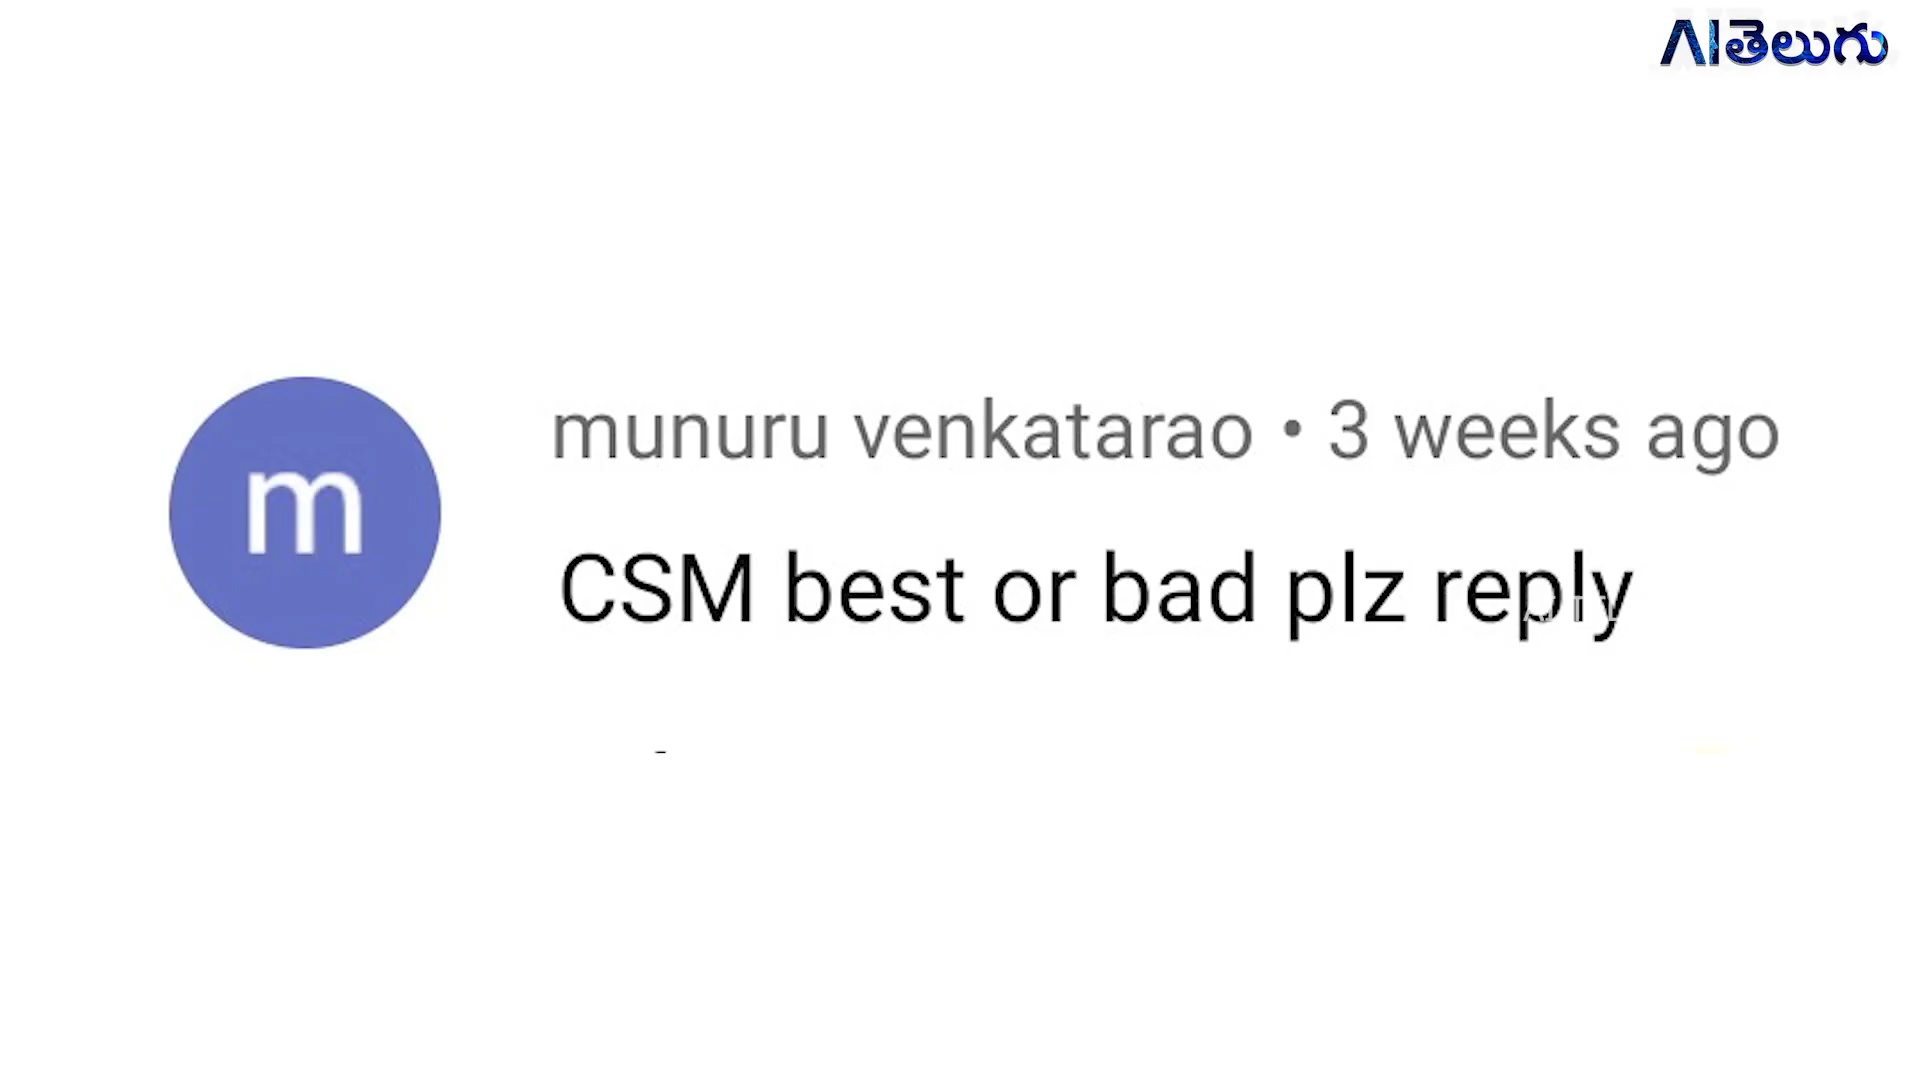 AIతెలుగు
m
munuru venkatarao • 3 weeks ago
CSM best or bad plz reply